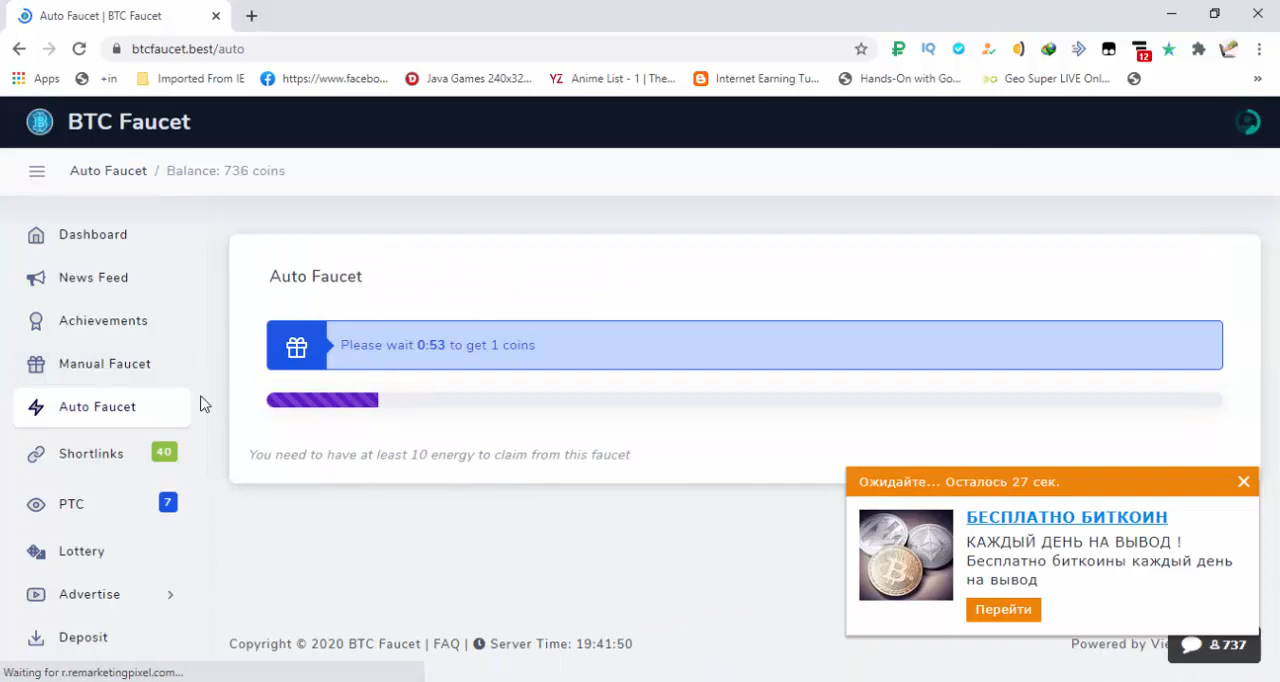 Auto Faucet | BTC Faucet
btcfaucet.best/auto
12
Apps
+in
Imported From IE
https://www.facebo...
Java Games 240x32...
YZ Anime List - 1 | The...
Internet Earning Tu...
Hands-On with Go...
Geo Super LIVE Onl...
»
BTC Faucet
Auto Faucet / Balance: 736 coins
Dashboard
News Feed
Achievements
Manual Faucet
Auto Faucet
Shortlinks 40
PTC 7
Lottery
Advertise
Deposit
Auto Faucet
Please wait 0:53 to get 1 coins
You need to have at least 10 energy to claim from this faucet
Ожидайте... Осталось 27 сек.
БЕСПЛАТНО БИТКОИН
КАЖДЫЙ ДЕНЬ НА ВЫВОД !
Бесплатно биткоины каждый день
на вывод
Перейти
Copyright © 2020 BTC Faucet | FAQ | Server Time: 19:41:50
Powered by Vie
737
Waiting for r.remarketingpixel.com...